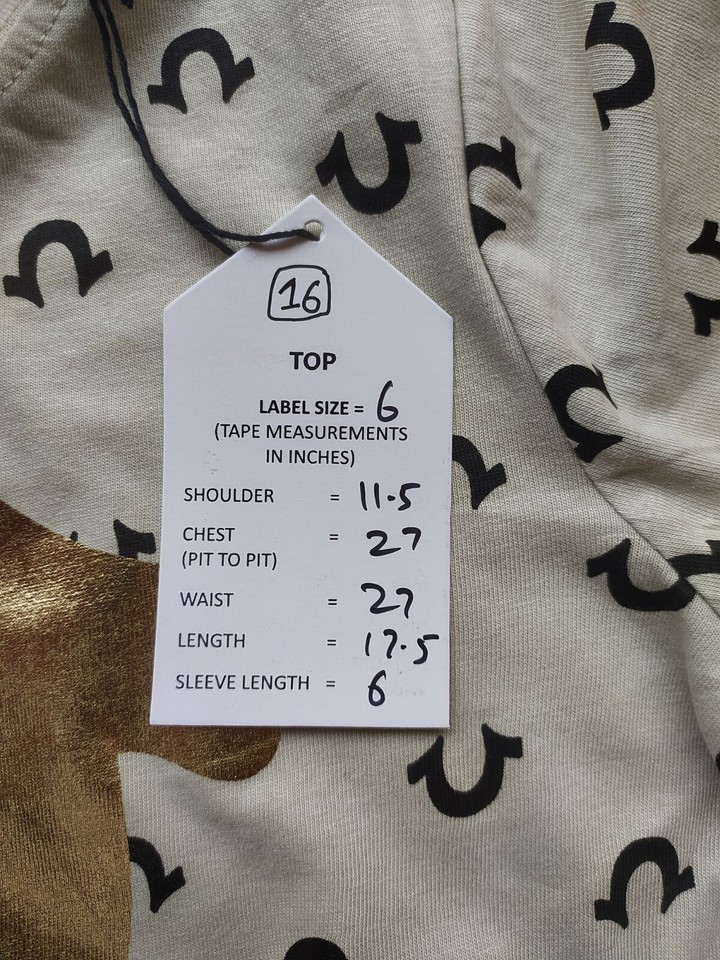 16
TOP
LABEL SIZE = 6
(TAPE MEASUREMENTS
IN INCHES)
SHOULDER = 11.5
CHEST = 27
(PIT TO PIT)
WAIST = 27
LENGTH = 17.5
SLEEVE LENGTH = 6